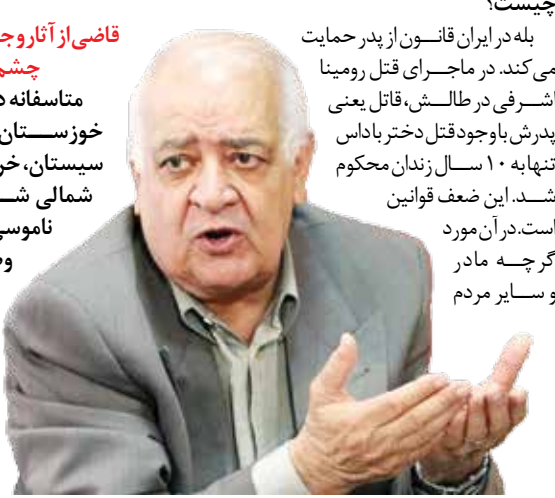 چیست؟
بله در ایران قانون از پدر حمایت
می‌کند. در ماجرای قتل رومینا
اشرفی در طالش، قاتل یعنی
پدرش با وجود قتل دختر با داس
تنها به ۱۰ سال زندان محکوم
شد. این ضعف قوانین
است. در آن مورد
گرچه مادر
و سایر مردم
قاضی از آثار و
چشم
متاسفانه
خوزستان
سیستان،
شمالی